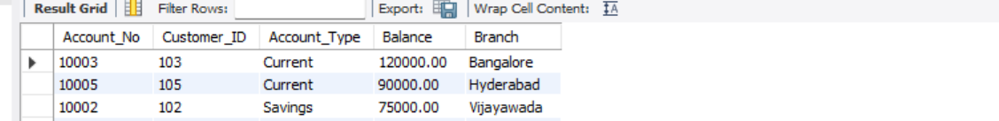 Result Grid Filter Rows: Export: Wrap Cell Content:
Account_No Customer_ID Account_Type Balance Branch
10003 103 Current 120000.00 Bangalore
10005 105 Current 90000.00 Hyderabad
10002 102 Savings 75000.00 Vijayawada